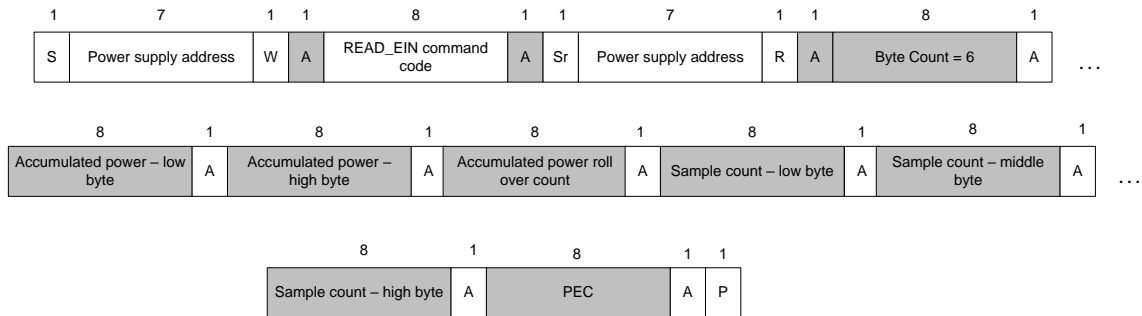 1 7 1 1 8 1 1 7 1 1 8 1
S Power supply address W A READ_EIN command code A Sr Power supply address R A Byte Count = 6 A ...
8 1 8 1 8 1 8 1 8 1
Accumulated power – low byte A Accumulated power – high byte A Accumulated power roll over count A Sample count – low byte A Sample count – middle byte A ...
8 1 8 1 1
Sample count – high byte A PEC A P